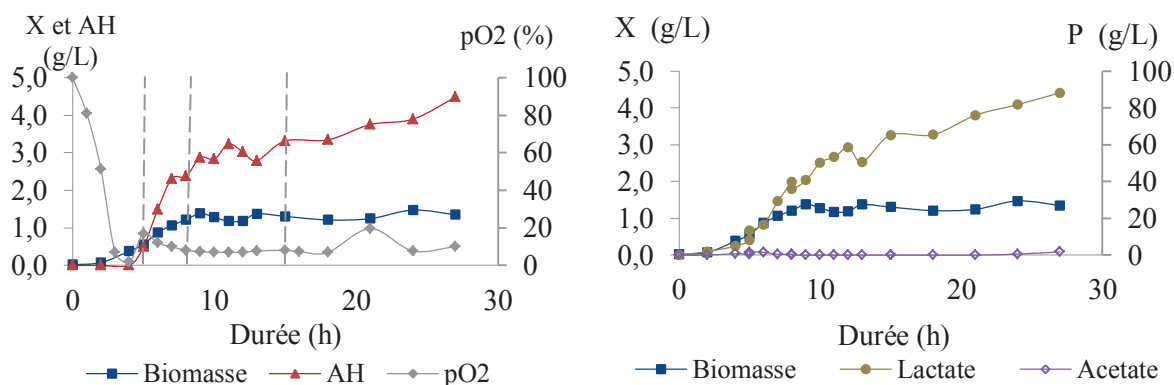 X et AH
(g/L)
pO2 (%)
5,0
4,0
3,0
2,0
1,0
0,0
100
80
60
40
20
0
0
10
20
30
Durée (h)
Biomasse
AH
pO2
X (g/L)
P (g/L)
5,0
4,0
3,0
2,0
1,0
0,0
100
80
60
40
20
0
0
10
20
30
Durée (h)
Biomasse
Lactate
Acetate